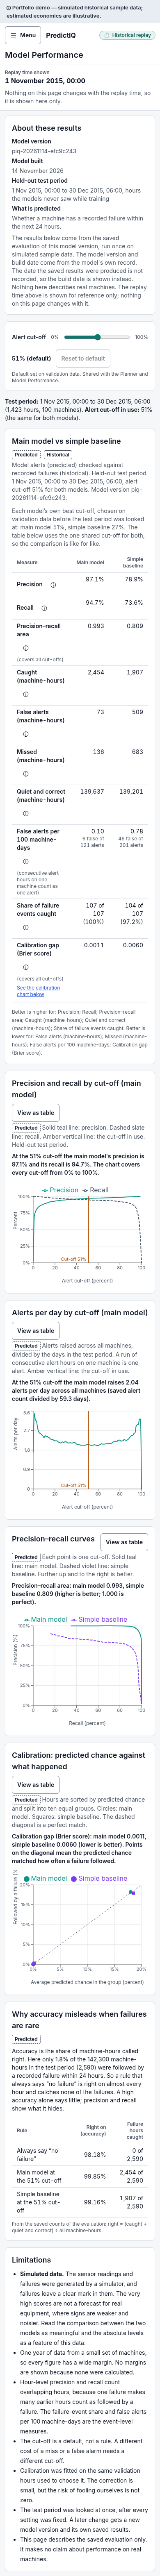 Portfolio demo — simulated historical sample data;
estimated economics are illustrative.
Menu
PredictIQ
Historical replay
Model Performance
Replay time shown
1 November 2015, 00:00
Nothing on this page changes with the replay time, so
it is shown here only.
About these results
Model version
piq-20261114-efc9c243
Model built
14 November 2026
Held-out test period
1 Nov 2015, 00:00 to 30 Dec 2015, 06:00, hours
the models never saw while training
What is predicted
Whether a machine has a recorded failure within
the next 24 hours.
The results below come from the saved
evaluation of this model version, run once on
simulated sample data. The model version and
build date come from the model's own records.
The date the saved results were produced is not
recorded, so the build date is shown instead.
Nothing here describes real machines. The replay
time above is shown for reference only; nothing
on this page changes with it.
Alert cut-off
0%
100%
51% (default)
Reset to default
Default set on validation data. Shared with the Planner and
Model Performance.
Test period: 1 Nov 2015, 00:00 to 30 Dec 2015, 06:00
(1,423 hours, 100 machines). Alert cut-off in use: 51%
(the same for both models).
Main model vs simple baseline
Predicted
Historical
Model alerts (predicted) checked against
recorded failures (historical). Held-out test period
1 Nov 2015, 00:00 to 30 Dec 2015, 06:00, alert
cut-off 51% for both models. Model version piq-
20261114-efc9c243.
Each model's own best cut-off, chosen on
validation data before the test period was looked
at: main model 51%, simple baseline 27%. The
table below uses the one shared cut-off for both,
so the comparison is like for like.
Measure
Main model
Simple
baseline
Precision
97.1%
78.9%
Recall
94.7%
73.6%
Precision–recall
area
0.993
0.809
(covers all cut-offs)
Caught
(machine-hours)
2,454
1,907
False alerts
(machine-hours)
73
509
Missed
(machine-hours)
136
683
Quiet and correct
(machine-hours)
139,637
139,201
False alerts per
100 machine-
days
0.10
6 false of
121 alerts
0.78
46 false of
201 alerts
(consecutive alert
hours on one
machine count as
one alert)
Share of failure
events caught
107 of
107
(100%)
104 of
107
(97.2%)
Calibration gap
(Brier score)
0.0011
0.0060
(covers all cut-offs)
See the calibration
chart below
Better is higher for: Precision; Recall; Precision–recall
area; Caught (machine-hours); Quiet and correct
(machine-hours); Share of failure events caught. Better is
lower for: False alerts (machine-hours); Missed (machine-
hours); False alerts per 100 machine-days; Calibration gap
(Brier score).
Precision and recall by cut-off (main
model)
View as table
Predicted Solid teal line: precision. Dashed slate
line: recall. Amber vertical line: the cut-off in use.
Held-out test period.
At the 51% cut-off the main model's precision is
97.1% and its recall is 94.7%. The chart covers
every cut-off from 0% to 100%.
Precision
Recall
Percent
100%
75%
50%
25%
0%
Cut-off 51%
0
20
40
60
80
100
Alert cut-off (percent)
Alerts per day by cut-off (main model)
View as table
Predicted Alerts raised across all machines,
divided by the days in the test period. A run of
consecutive alert hours on one machine is one
alert. Amber vertical line: the cut-off in use.
At the 51% cut-off the main model raises 2.04
alerts per day across all machines (saved alert
count divided by 59.3 days).
Alerts per day
3.6
2.7
1.8
0.9
0
Cut-off 51%
0
20
40
60
80
100
Alert cut-off (percent)
Precision–recall curves
View as table
Predicted Each point is one cut-off. Solid teal
line: main model. Dashed violet line: simple
baseline. Further up and to the right is better.
Precision–recall area: main model 0.993, simple
baseline 0.809 (higher is better; 1.000 is
perfect).
Main model
Simple baseline
Precision (%)
100%
75%
50%
25%
0%
0
20
40
60
80
100
Recall (percent)
Calibration: predicted chance against
what happened
View as table
Predicted Hours are sorted by predicted chance
and split into ten equal groups. Circles: main
model. Squares: simple baseline. The dashed
diagonal is a perfect match.
Calibration gap (Brier score): main model 0.0011,
simple baseline 0.0060 (lower is better). Points
on the diagonal mean the predicted chance
matched how often a failure followed.
Main model
Simple baseline
Followed by a failure (%)
20%
15%
10%
5%
0%
0%
5%
10%
15%
20%
Average predicted chance in the group (percent)
Why accuracy misleads when failures
are rare
Predicted
Accuracy is the share of machine-hours called
right. Here only 1.8% of the 142,300 machine-
hours in the test period (2,590) were followed by
a recorded failure within 24 hours. So a rule that
always says "no failure" is right on almost every
hour and catches none of the failures. A high
accuracy alone says little; precision and recall
show what it hides.
Rule
Right on
(accuracy)
Failure
hours
caught
Always say "no
failure"
98.18%
0 of
2,590
Main model at
the 51% cut-off
99.85%
2,454 of
2,590
Simple baseline
at the 51% cut-
off
99.16%
1,907 of
2,590
From the saved counts of the evaluation: right = (caught +
quiet and correct) ÷ all machine-hours.
Limitations
Simulated data. The sensor readings and
failures were generated by a simulator, and
failures leave a clear mark in them. The very
high scores are not a forecast for real
equipment, where signs are weaker and
noisier. Read the comparison between the two
models as meaningful and the absolute levels
as a feature of this data.
One year of data from a small set of machines,
so every figure has a wide margin. No margins
are shown because none were calculated.
Hour-level precision and recall count
overlapping hours, because one failure makes
many earlier hours count as followed by a
failure. The failure-event share and false alerts
per 100 machine-days are the event-level
measures.
The cut-off is a default, not a rule. A different
cost of a miss or a false alarm needs a
different cut-off.
Calibration was fitted on the same validation
hours used to choose it. The correction is
small, but the risk of fooling ourselves is not
zero.
The test period was looked at once, after every
setting was fixed. A later change gets a new
model version and its own saved results.
This page describes the saved evaluation only.
It makes no claim about performance on real
machines.